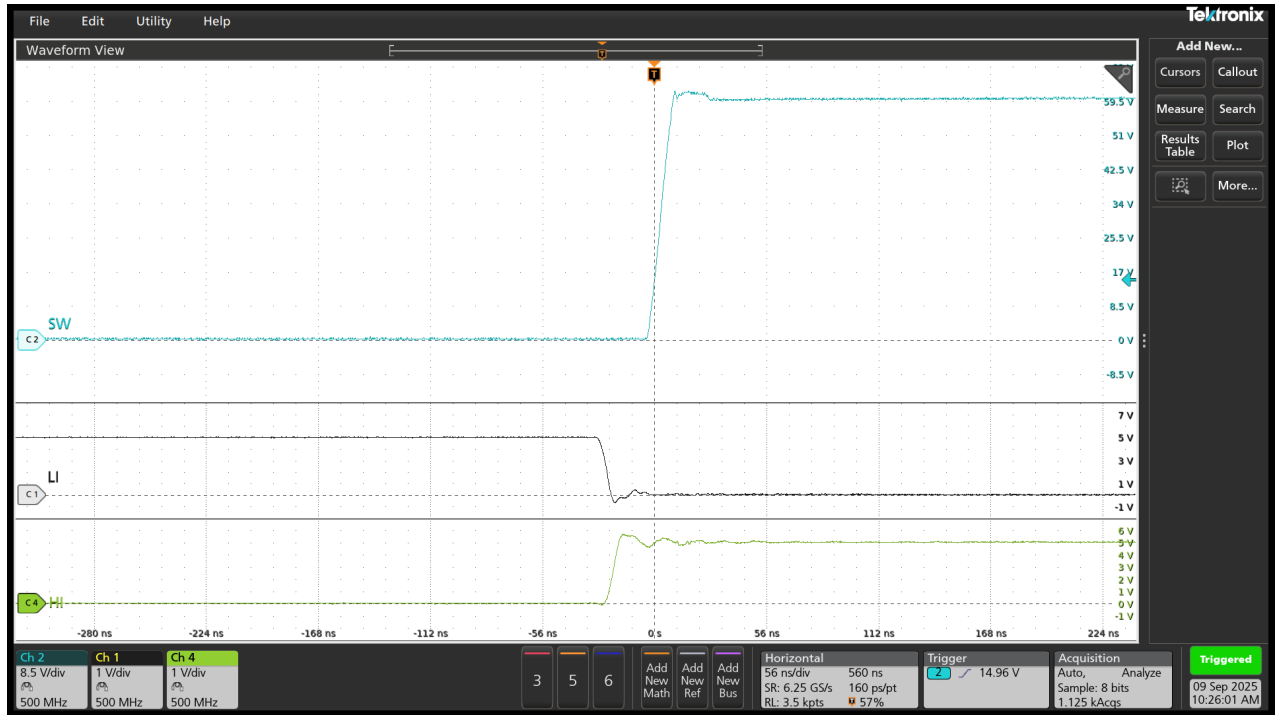 File Edit Utility Help
Tektronix
Waveform View
Add New...
Cursors Callout
Measure Search
Results Table Plot
More...
T
T
59.5 V
51 V
42.5 V
34 V
25.5 V
17 V
8.5 V
0 V
-8.5 V
C 2
SW
7 V
5 V
3 V
1 V
-1 V
C 1
LI
6 V
5 V
4 V
3 V
2 V
1 V
0 V
-1 V
C 4
HI
-280 ns -224 ns -168 ns -112 ns -56 ns 0 s 56 ns 112 ns 168 ns 224 ns
Ch 2
8.5 V/div
500 MHz
Ch 1
1 V/div
500 MHz
Ch 4
1 V/div
500 MHz
3 5 6
Add New Math
Add New Ref
Add New Bus
Horizontal
56 ns/div 560 ns
SR: 6.25 GS/s 160 ps/pt
RL: 3.5 kpts 57%
Trigger
2 14.96 V
Acquisition
Auto, Analyze
Sample: 8 bits
1.125 kAcqs
Triggered
09 Sep 2025
10:26:01 AM